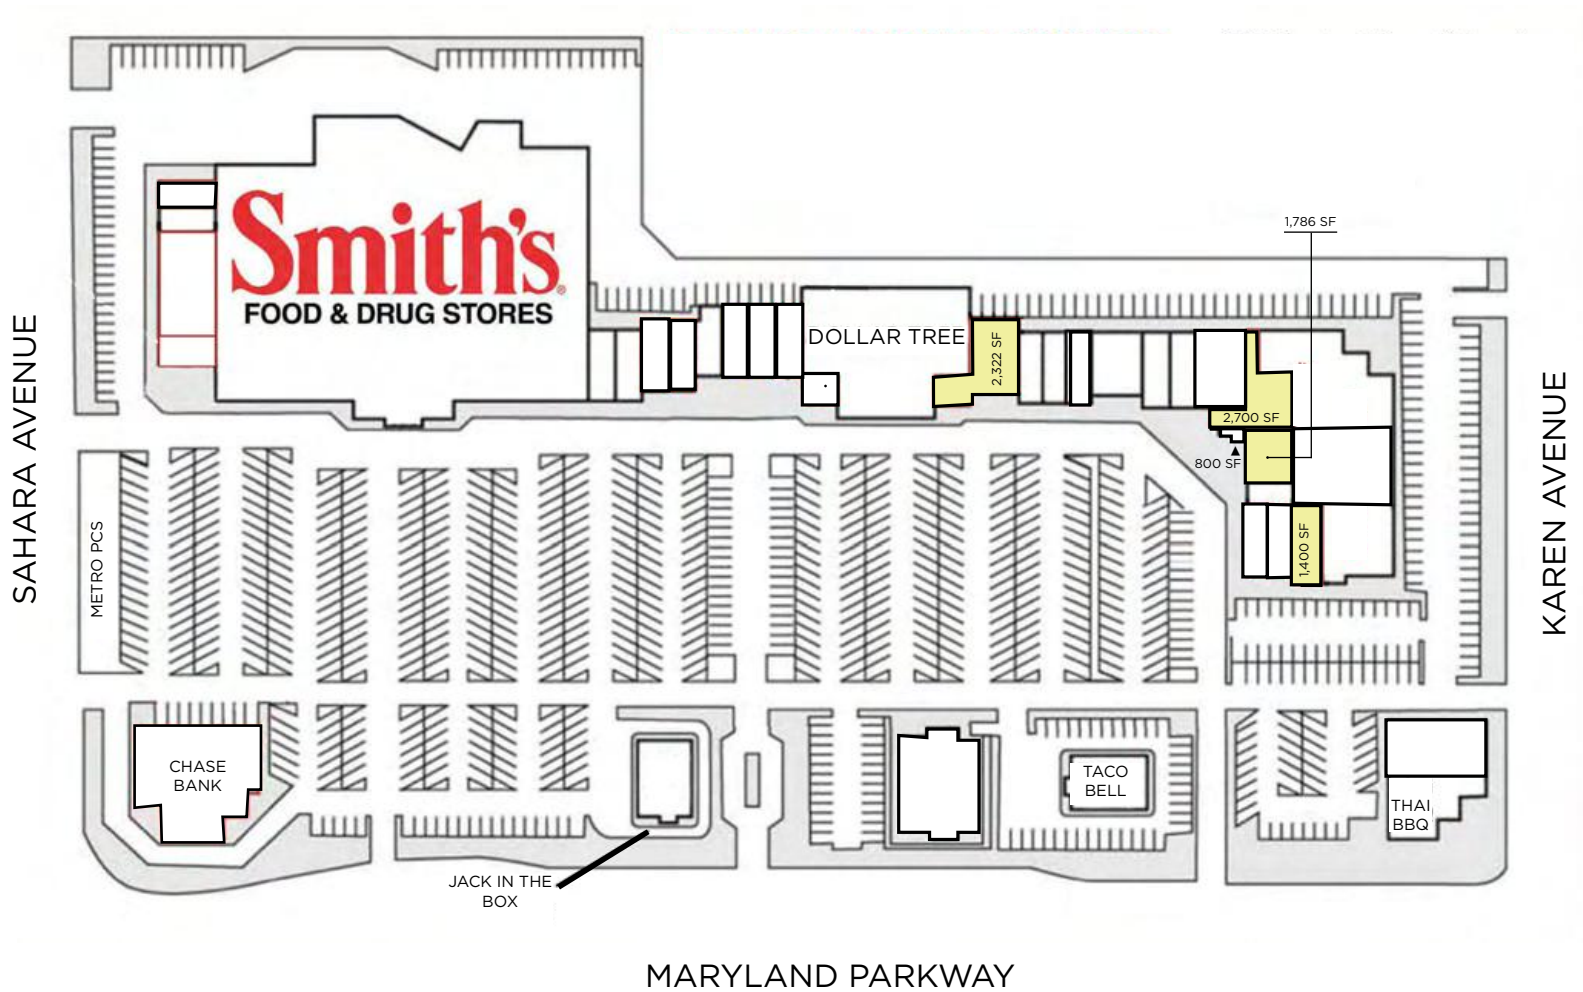 1,786 SF
Smith's
FOOD & DRUG STORES
DOLLAR TREE
2,322 SF
2,700 SF
800 SF
1,400 SF
SAHARA AVENUE
KAREN AVENUE
METRO PCS
CHASE
BANK
TACO
BELL
THAI
BBQ
JACK IN THE
BOX
MARYLAND PARKWAY